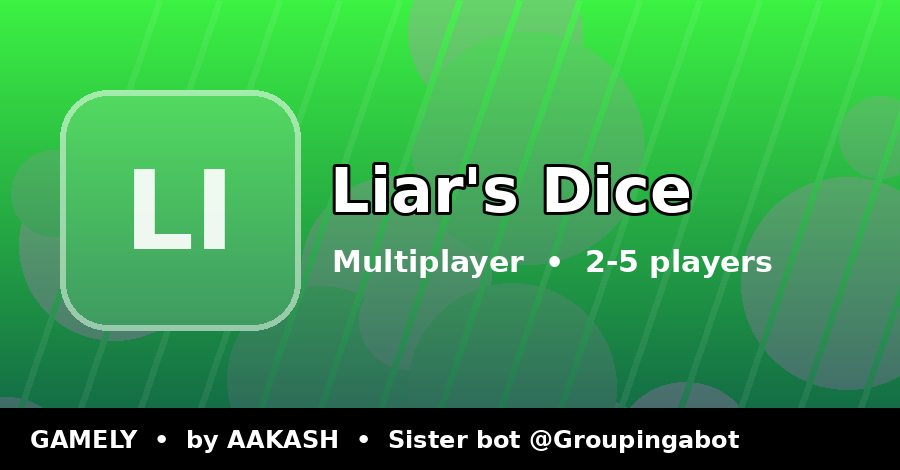 LI
Liar's Dice
Multiplayer • 2-5 players
GAMELY • by AAKASH • Sister bot @Groupingabot